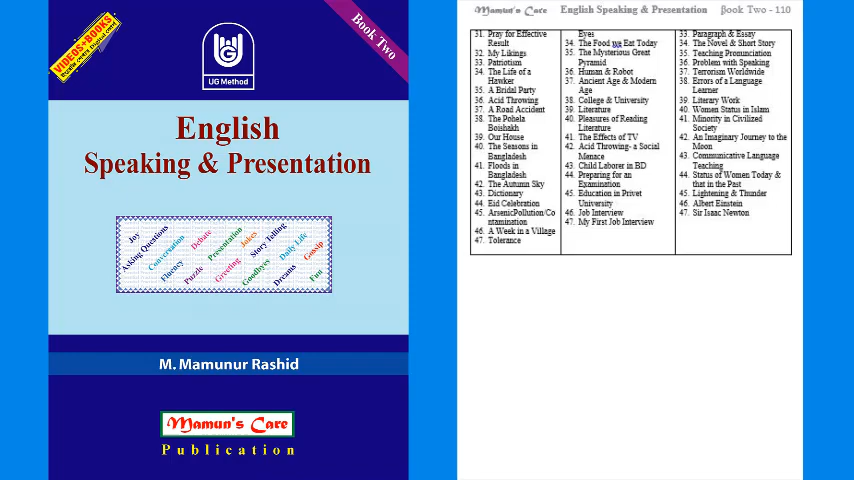 VIDEOS+BOOKS
Book Two
UG Method
English
Speaking & Presentation
Joy
Asking Questions
Conversation
Fluency
Debate
Puzzle
Presentation
Greeting
Jokes
Goodbyes
Story Telling
Dreams
Daily Life
Gossip
Fun
M. Mamunur Rashid
Mamun's Care
Publication
Mamun's Care English Speaking & Presentation Book Two - 110
31. Pray for Effective
Result
32. My Likings
33. Patriotism
34. The Life of a
Hawker
35. A Bridal Party
36. Acid Throwing
37. A Road Accident
38. The Pohela
Boishakh
39. Our House
40. The Seasons in
Bangladesh
41. Floods in
Bangladesh
42. The Autumn Sky
43. Dictionary
44. Eid Celebration
45. ArsenicPollution/Co
ntamination
46. A Week in a Village
47. Tolerance
Eyes
34. The Food we Eat Today
35. The Mysterious Great
Pyramid
36. Human & Robot
37. Ancient Age & Modern
Age
38. College & University
39. Literature
40. Pleasures of Reading
Literature
41. The Effects of TV
42. Acid Throwing- a Social
Menace
43. Child Laborer in BD
44. Preparing for an
Examination
45. Education in Privet
University
46. Job Interview
47. My First Job Interview
33. Paragraph & Essay
34. The Novel & Short Story
35. Teaching Pronunciation
36. Problem with Speaking
37. Terrorism Worldwide
38. Errors of a Language
Learner
39. Literary Work
40. Women Status in Islam
41. Minority in Civilized
Society
42. An Imaginary Journey to the
Moon
43. Communicative Language
Teaching
44. Status of Women Today &
that in the Past
45. Lightening & Thunder
46. Albert Einstein
47. Sir Isaac Newton